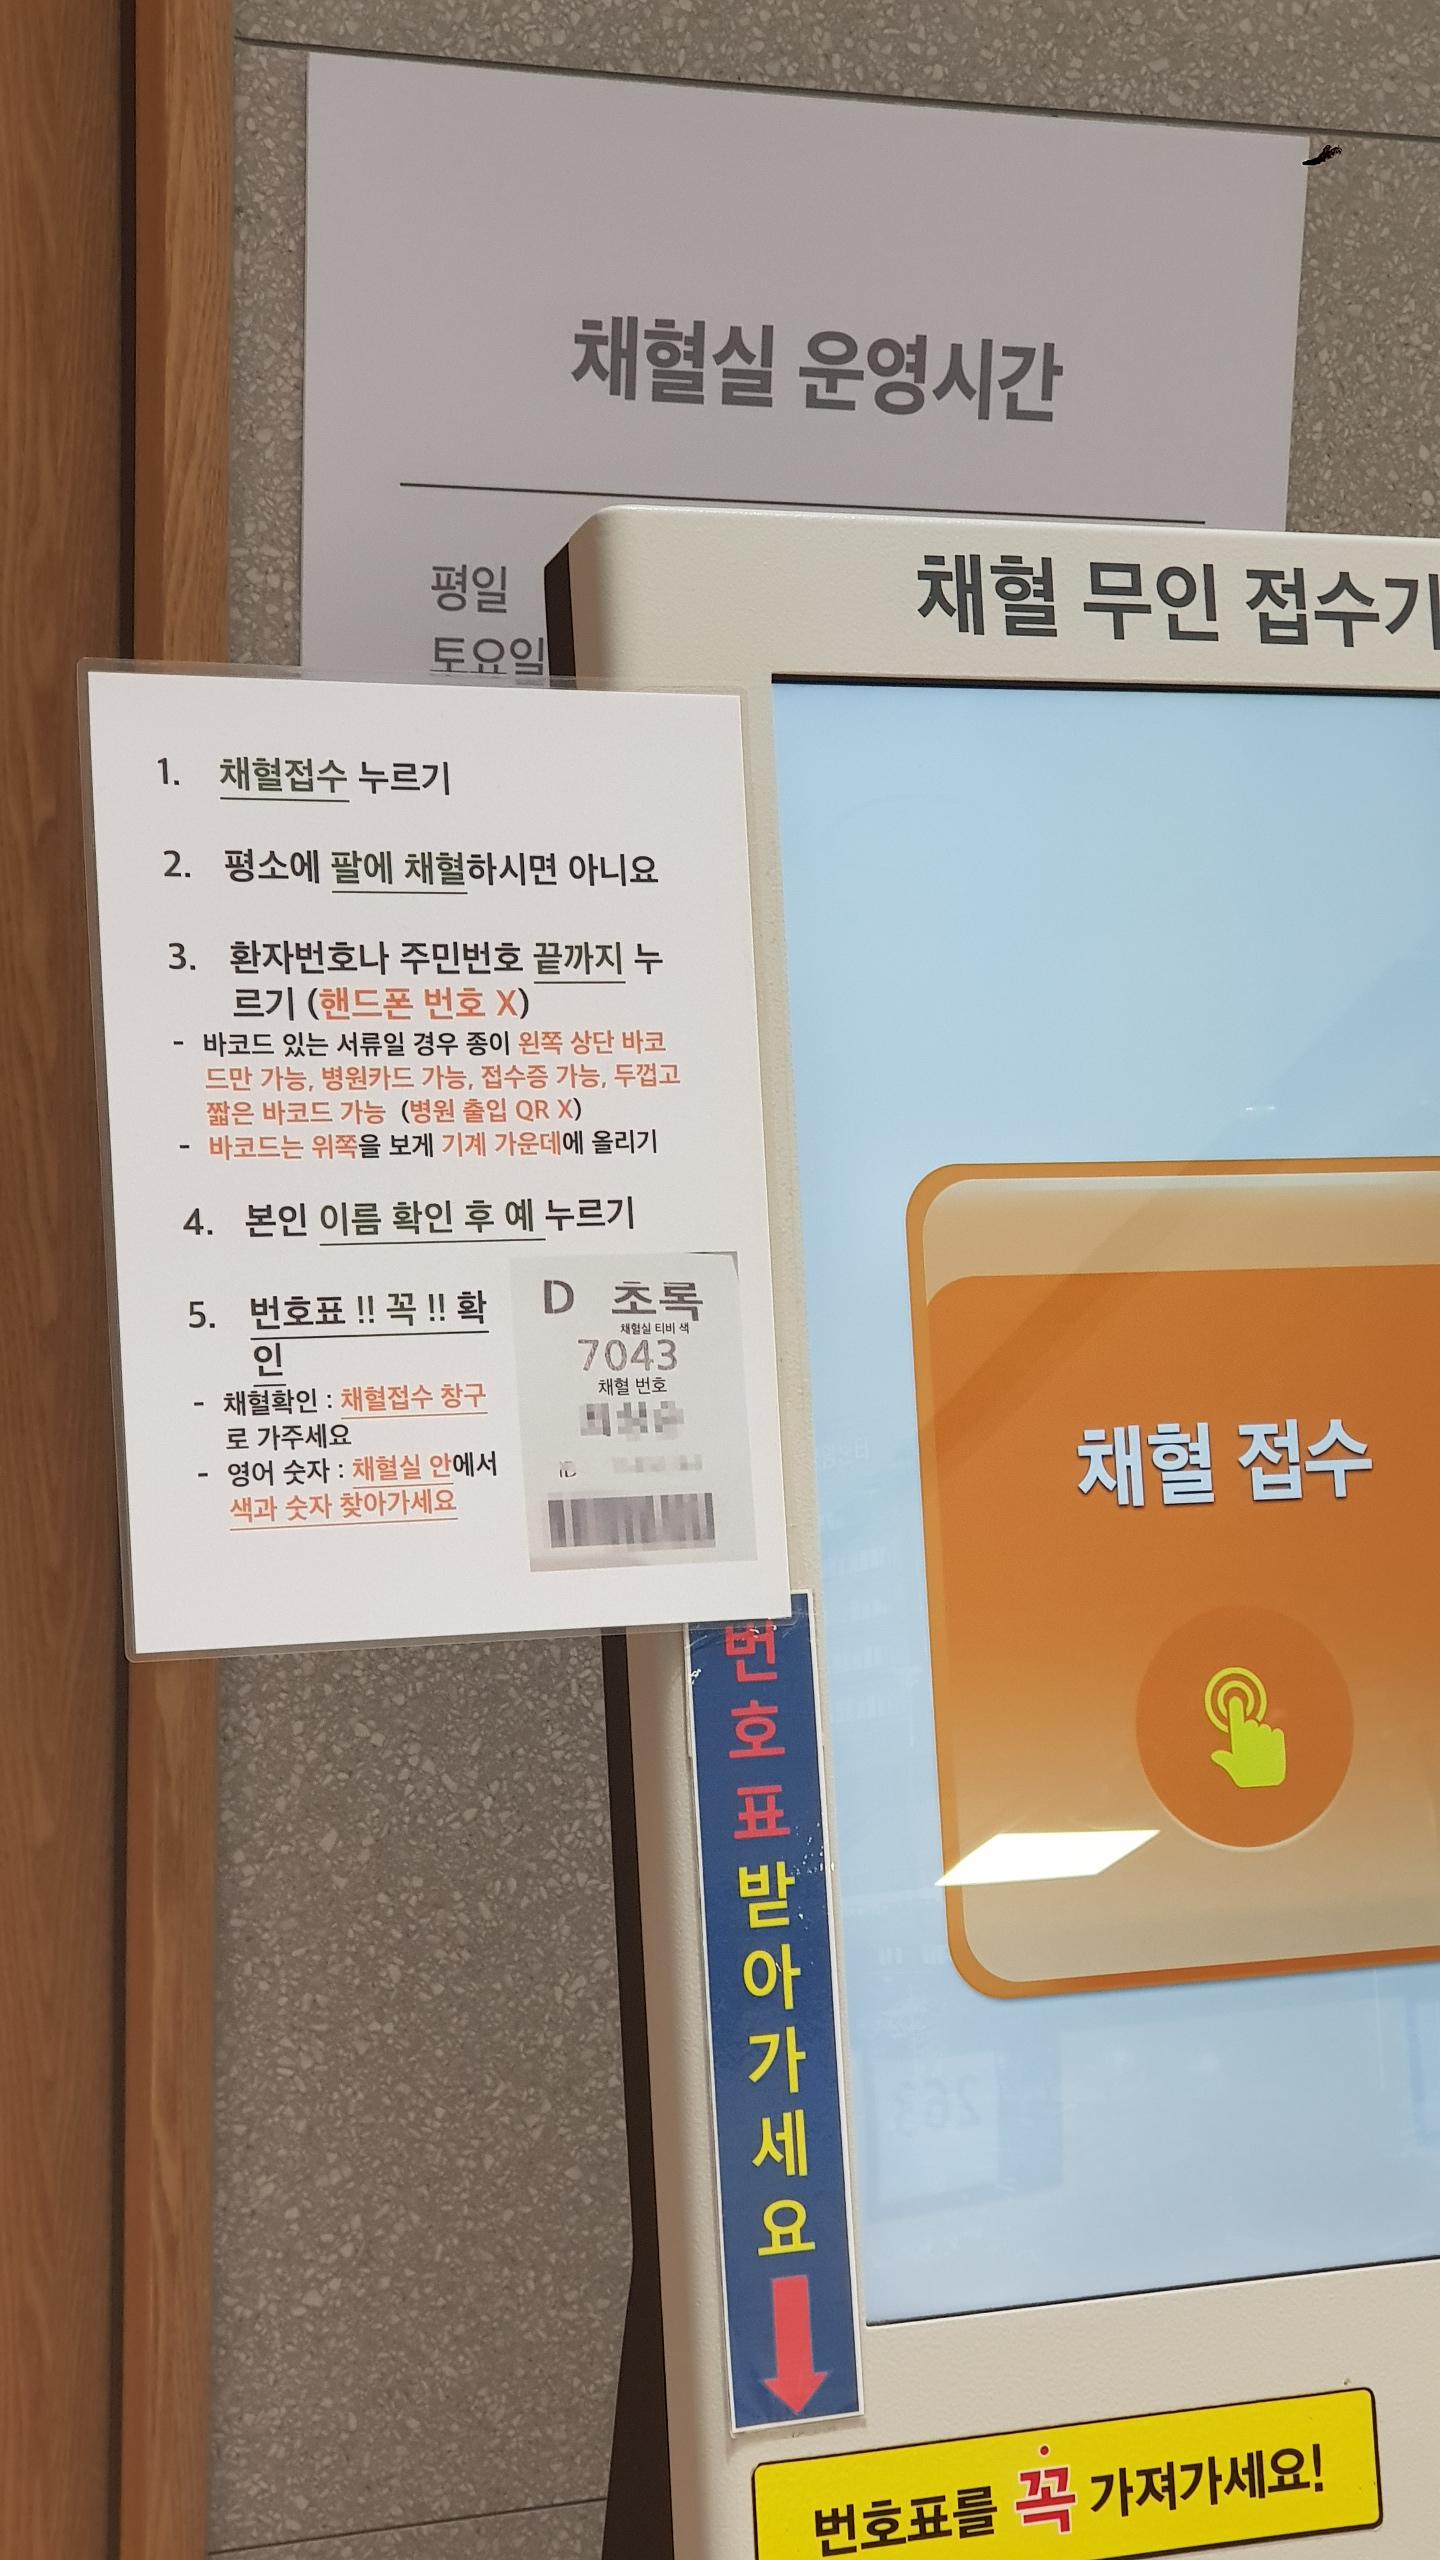 채혈실 운영시간
평일
토요일
채혈 무인 접수기
1. 채혈접수 누르기
2. 평소에 팔에 채혈하시면 아니요
3. 환자번호나 주민번호 끝까지 누
르기 (핸드폰 번호 X)
- 바코드 있는 서류일 경우 종이 왼쪽 상단 바코
드만 가능, 병원카드 가능, 접수증 가능, 두껍고
짧은 바코드 가능 (병원 출입 QR X)
- 바코드는 위쪽을 보게 기계 가운데에 올리기
4. 본인 이름 확인 후 예 누르기
5. 번호표 !! 꼭 !! 확
인
- 채혈확인 : 채혈접수 창구
로 가주세요
- 영어 숫자 : 채혈실 안에서
색과 숫자 찾아가세요
D 초록
채혈실 티비 색
7043
채혈 번호
ID
채혈 접수
번호표받아가세요
번호표를 꼭 가져가세요!